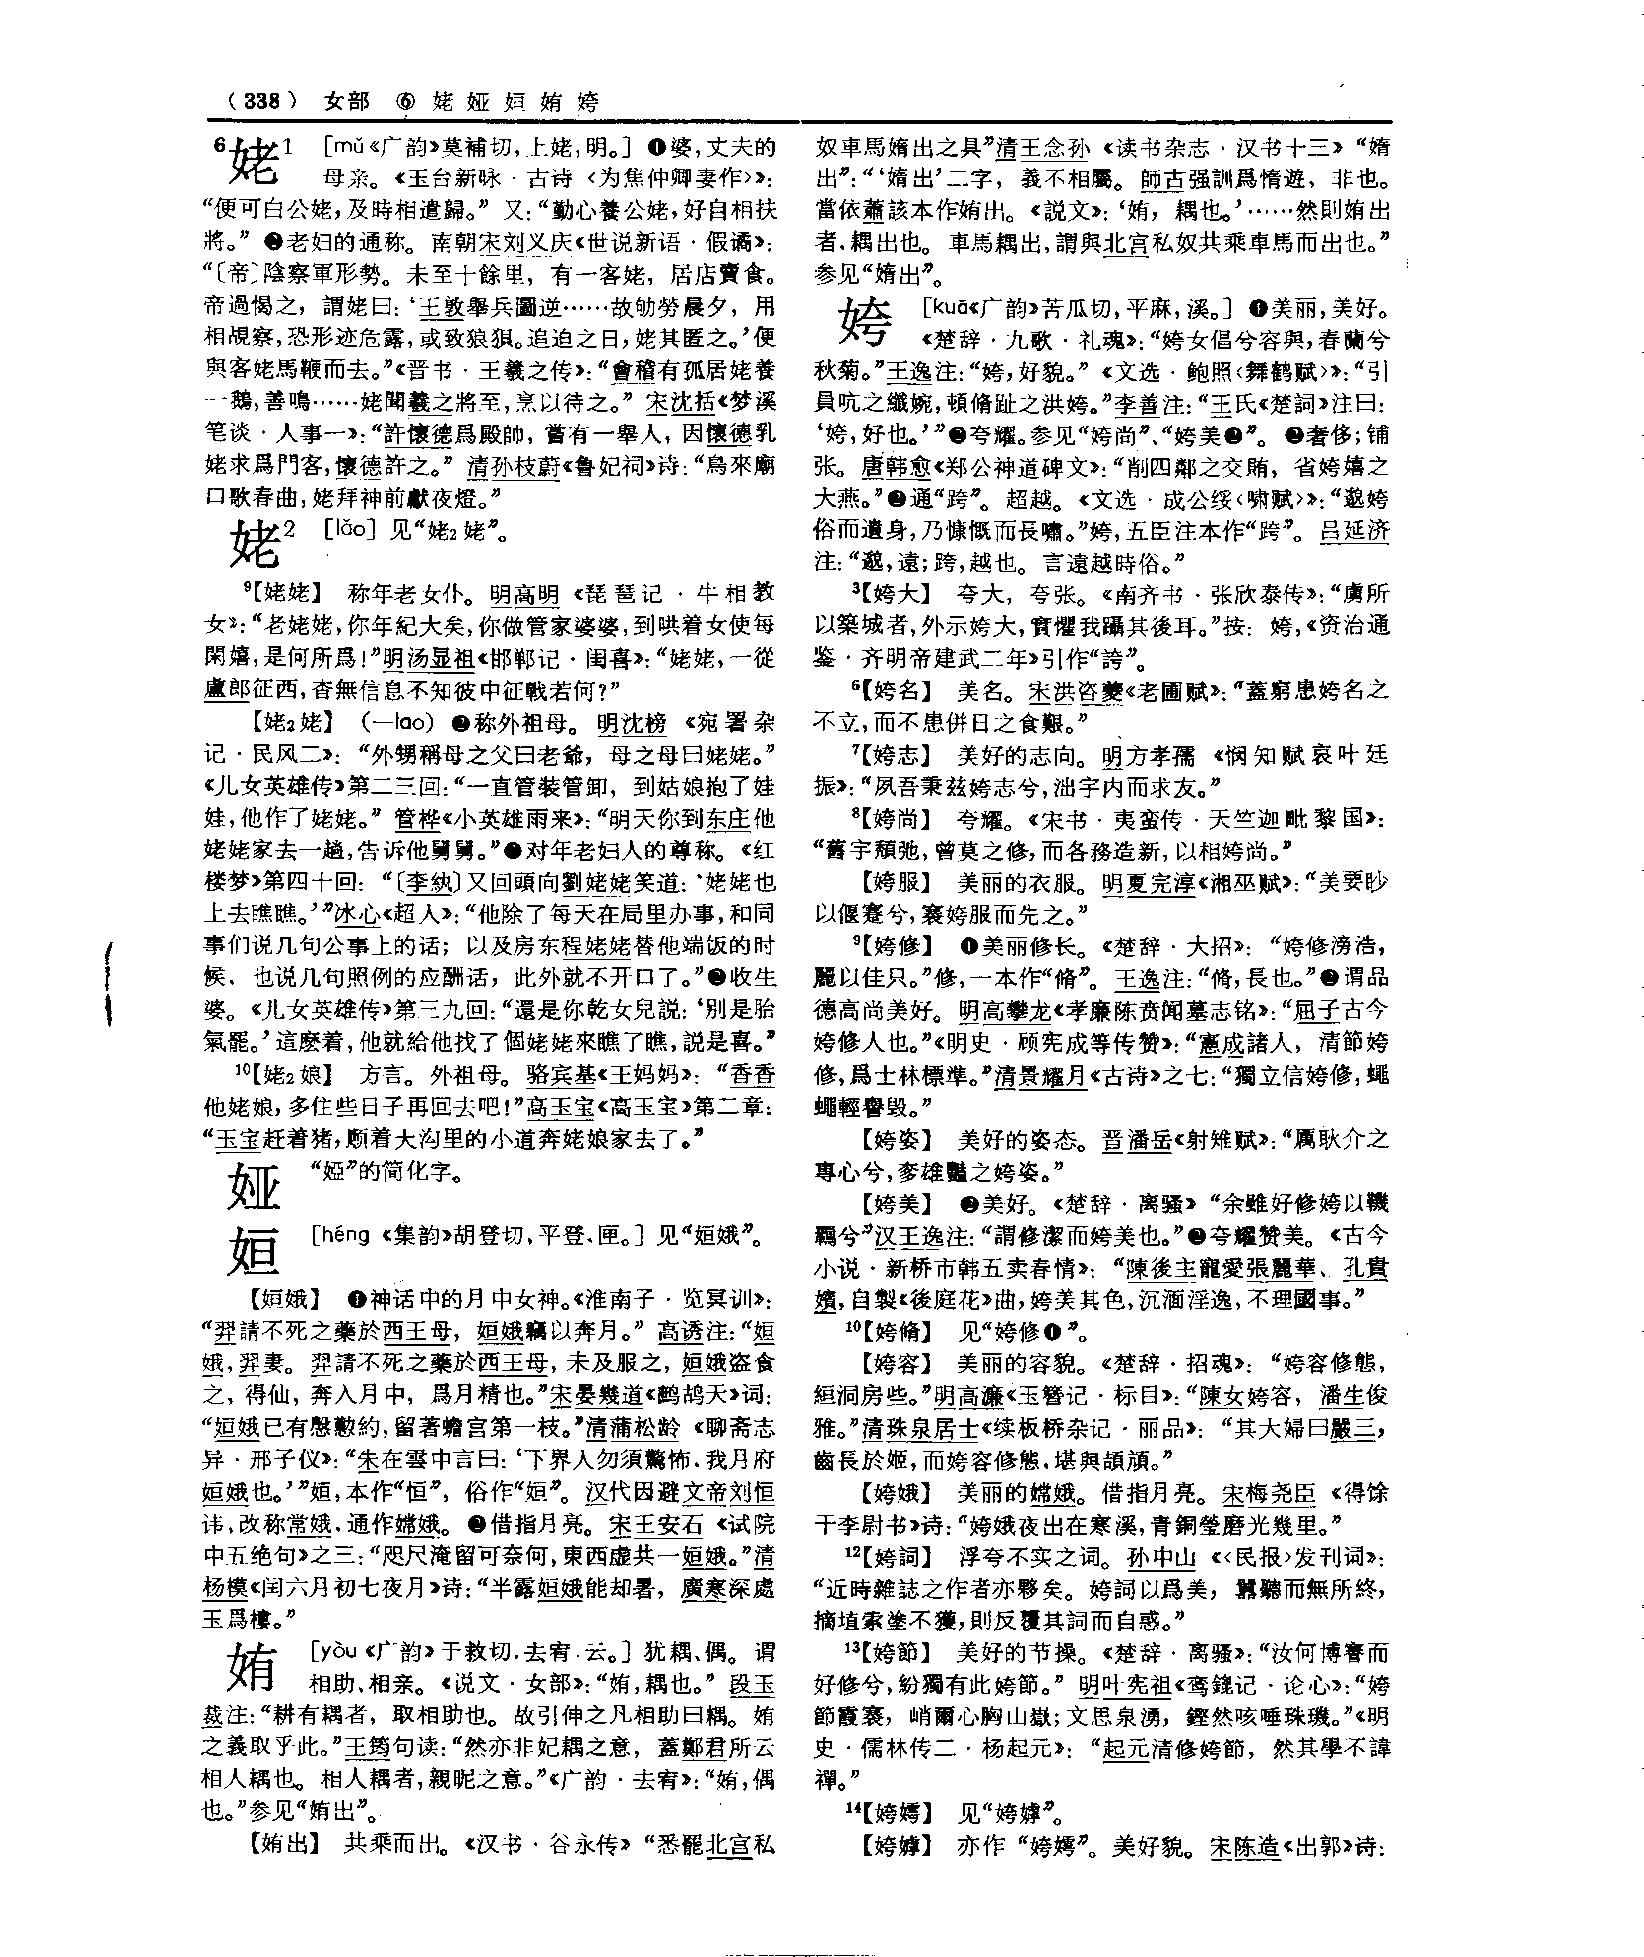 （338） 女部 ⑥ 姥 娅 姮 姷 姱
6姥1 [mǔ《广韵》莫補切，上姥，明。] ❶婆，丈夫的
母亲。《玉台新咏·古诗〈为焦仲卿妻作〉》：
“便可白公姥，及時相遣歸。” 又：“勤心養公姥，好自相扶
將。” ❷老妇的通称。南朝宋刘义庆《世说新语·假谲》：
“〔帝〕陰察軍形勢。未至十餘里，有一客姥，居店賣食。
帝過愒之，謂姥曰：‘王敦舉兵圖逆……故劬勞晨夕，用
相覘察，恐形迹危露，或致狼狽。追迫之日，姥其匿之。’便
與客姥馬鞭而去。”《晋书·王羲之传》：“會稽有孤居姥養
一鵝，善鳴……姥聞羲之將至，烹以待之。” 宋沈括《梦溪
笔谈·人事一》：“許懷德爲殿帥，嘗有一舉人，因懷德乳
姥求爲門客，懷德許之。” 清孙枝蔚《鲁妃祠》诗：“烏來廟
口歌春曲，姥拜神前獻夜燈。”
姥2 [lǎo] 见“姥2姥”。
9【姥姥】 称年老女仆。明高明《琵琶记·牛相教
女》：“老姥姥，你年紀大矣，你做管家婆婆，到哄着女使每
閑嬉，是何所爲！”明汤显祖《邯郸记·闺喜》：“姥姥，一從
盧郎征西，杳無信息不知彼中征戰若何？”
【姥2姥】（—lao）❶称外祖母。明沈榜《宛署杂
记·民风二》：“外甥稱母之父曰老爺，母之母曰姥姥。”
《儿女英雄传》第二三回：“一直管装管卸，到姑娘抱了娃
娃，他作了姥姥。” 管桦《小英雄雨来》：“明天你到东庄他
姥姥家去一趟，告诉他舅舅。”❷对年老妇人的尊称。《红
楼梦》第四十回：“〔李纨〕又回頭向劉姥姥笑道：‘姥姥也
上去瞧瞧。’”冰心《超人》：“他除了每天在局里办事，和同
事们说几句公事上的话；以及房东程姥姥替他端饭的时
候，也说几句照例的应酬话，此外就不开口了。”❸收生
婆。《儿女英雄传》第三九回：“還是你乾女兒説：‘别是胎
氣罷。’這麽着，他就給他找了個姥姥來瞧了瞧，説是喜。”
10【姥2娘】 方言。外祖母。骆宾基《王妈妈》：“香香
他姥娘，多住些日子再回去吧！”高玉宝《高玉宝》第二章：
“玉宝赶着猪，顺着大沟里的小道奔姥娘家去了。”
娅 “婭”的简化字。
姮 [héng《集韵》胡登切，平登，匣。] 见“姮娥”。
【姮娥】 ❶神话中的月中女神。《淮南子·览冥训》：
“羿請不死之藥於西王母，姮娥竊以奔月。” 高诱注：“姮
娥，羿妻。羿請不死之藥於西王母，未及服之，姮娥盗食
之，得仙，奔入月中，爲月精也。”宋晏幾道《鹧鸪天》词：
“姮娥已有慇懃約，留著蟾宫第一枝。”清蒲松龄《聊斋志
异·邢子仪》：“朱在雲中言曰：‘下界人勿須驚怖，我月府
姮娥也。’”姮，本作“恒”，俗作“姮”。汉代因避文帝刘恒
讳，改称常娥，通作嫦娥。❷借指月亮。宋王安石《试院
中五绝句》之三：“咫尺淹留可奈何，東西虚共一姮娥。”清
杨模《闰六月初七夜月》诗：“半露姮娥能却暑，廣寒深處
玉爲樓。”
姷 [yòu《广韵》于救切，去宥，云。] 犹耦、偶。谓
相助、相亲。《说文·女部》：“姷，耦也。” 段玉
裁注：“耕有耦者，取相助也。故引伸之凡相助曰耦。姷
之義取乎此。”王筠句读：“然亦非妃耦之意，蓋鄭君所云
相人耦也。相人耦者，親昵之意。”《广韵·去宥》：“姷，偶
也。”参见“姷出”。
【姷出】 共乘而出。《汉书·谷永传》“悉罷北宫私
奴車馬媠出之具”清王念孙《读书杂志·汉书十三》“媠
出”：“‘媠出’二字，義不相屬。師古强訓爲惰遊，非也。
當依蕭該本作姷出。《説文》：‘姷，耦也。’……然則姷出
者，耦出也。車馬耦出，謂與北宫私奴共乘車馬而出也。”
参见“媠出”。
姱 [kuā《广韵》苦瓜切，平麻，溪。] ❶美丽，美好。
《楚辞·九歌·礼魂》：“姱女倡兮容與，春蘭兮
秋菊。”王逸注：“姱，好貌。”《文选·鲍照〈舞鹤赋〉》：“引
員吭之纖婉，頓脩趾之洪姱。”李善注：“王氏《楚詞》注曰：
‘姱，好也。’”❷夸耀。参见“姱尚”、“姱美❷”。❸奢侈；铺
张。唐韩愈《郑公神道碑文》：“削四鄰之交賄，省姱嬉之
大燕。”❹通“跨”。超越。《文选·成公绥〈啸赋〉》：“邈姱
俗而遺身，乃慷慨而長嘯。”姱，五臣注本作“跨”。吕延济
注：“邈，遠；跨，越也。言遠越時俗。”
3【姱大】 夸大，夸张。《南齐书·张欣泰传》：“虜所
以築城者，外示姱大，實懼我躡其後耳。”按：姱，《资治通
鉴·齐明帝建武二年》引作“誇”。
6【姱名】 美名。宋洪咨夔《老圃赋》：“蓋窮患姱名之
不立，而不患併日之食艱。”
7【姱志】 美好的志向。明方孝孺《悯知赋哀叶廷
振》：“夙吾秉兹姱志兮，泏宇内而求友。”
8【姱尚】 夸耀。《宋书·夷蛮传·天竺迦毗黎国》：
“舊宇頹弛，曾莫之修，而各務造新，以相姱尚。”
【姱服】 美丽的衣服。明夏完淳《湘巫赋》：“美要眇
以偃蹇兮，褰姱服而先之。”
9【姱修】 ❶美丽修长。《楚辞·大招》：“姱修滂浩，
麗以佳只。”修，一本作“脩”。王逸注：“脩，長也。”❷谓品
德高尚美好。明高攀龙《孝廉陈贲闻墓志铭》：“屈子古今
姱修人也。”《明史·顾宪成等传赞》：“憲成諸人，清節姱
修，爲士林標準。”清景耀月《古诗》之七：“獨立信姱修，蠅
蠅輕譽毁。”
【姱姿】 美好的姿态。晋潘岳《射雉赋》：“厲耿介之
專心兮，奓雄豔之姱姿。”
【姱美】 ❶美好。《楚辞·离骚》“余雖好修姱以鞿
羈兮”汉王逸注：“謂修潔而姱美也。”❷夸耀赞美。《古今
小说·新桥市韩五卖春情》：“陳後主寵愛張麗華、孔貴
嬪，自製《後庭花》曲，姱美其色，沉湎淫逸，不理國事。”
10【姱脩】 见“姱修❶”。
【姱容】 美丽的容貌。《楚辞·招魂》：“姱容修態，
絙洞房些。”明高濂《玉簪记·标目》：“陳女姱容，潘生俊
雅。”清珠泉居士《续板桥杂记·丽品》：“其大婦曰嚴三，
齒長於姬，而姱容修態，堪與頡頏。”
【姱娥】 美丽的嫦娥。借指月亮。宋梅尧臣《得馀
干李尉书》诗：“姱娥夜出在寒溪，青銅瑩磨光幾里。”
12【姱詞】 浮夸不实之词。孙中山《〈民报〉发刊词》：
“近時雜誌之作者亦夥矣。姱詞以爲美，囂聽而無所終，
摘埴索塗不獲，則反覆其詞而自惑。”
13【姱節】 美好的节操。《楚辞·离骚》：“汝何博謇而
好修兮，紛獨有此姱節。” 明叶宪祖《鸾鎞记·论心》：“姱
節霞褰，峭爾心胸山嶽；文思泉湧，鏗然咳唾珠璣。”《明
史·儒林传二·杨起元》：“起元清修姱節，然其學不諱
禪。”
14【姱嫮】 见“姱嫭”。
【姱嫭】 亦作“姱嫮”。美好貌。宋陈造《出郭》诗：